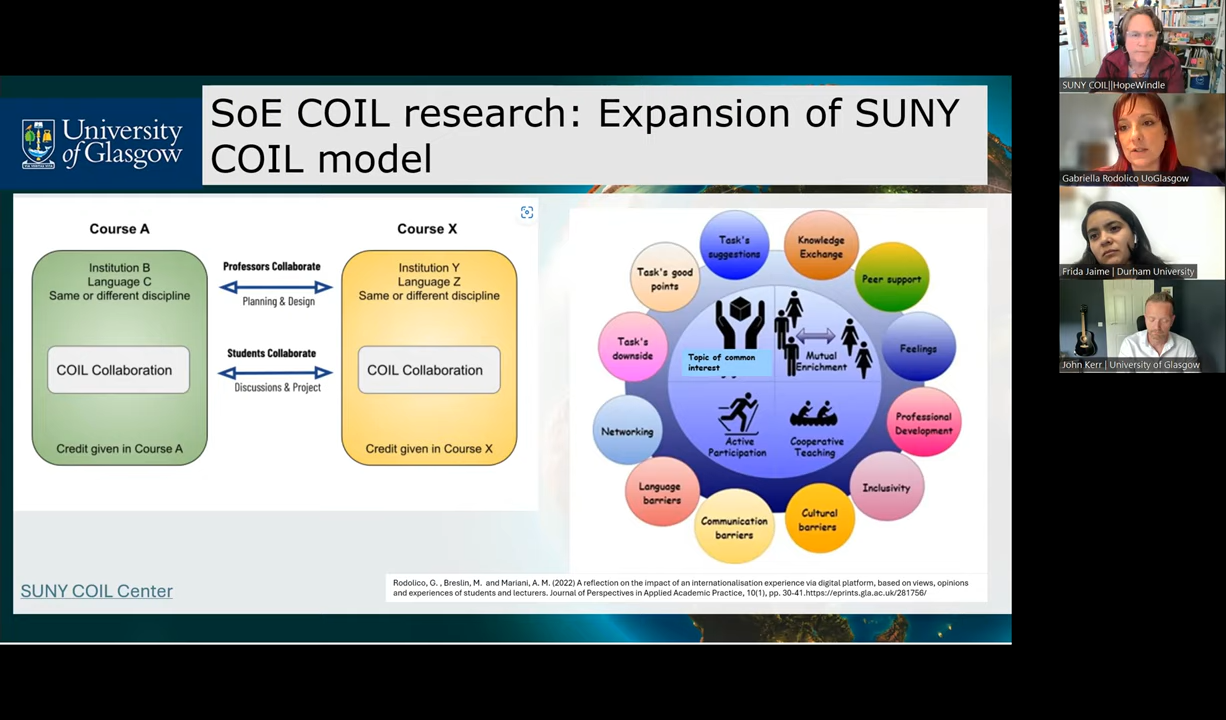 University
of Glasgow
SoE COIL research: Expansion of SUNY
COIL model
Course A
Institution B
Language C
Same or different discipline
COIL Collaboration
Credit given in Course A
Professors Collaborate
Planning & Design
Students Collaborate
Discussions & Project
Course X
Institution Y
Language Z
Same or different discipline
COIL Collaboration
Credit given in Course X
Task's
suggestions
Knowledge
Exchange
Task's good
points
Peer support
Task's
downside
Feelings
Topic of common
interest
Mutual
Enrichment
Networking
Professional
Development
Active
Participation
Cooperative
Teaching
Language
barriers
Inclusivity
Communication
barriers
Cultural
barriers
SUNY COIL Center
Rodolico, G. , Breslin, M. and Mariani, A. M. (2022) A reflection on the impact of an internationalisation experience via digital platform, based on views, opinions
and experiences of students and lecturers. Journal of Perspectives in Applied Academic Practice, 10(1), pp. 30-41.https://eprints.gla.ac.uk/281756/
SUNY COIL||HopeWindle
Gabriella Rodolico UoGlasgow
Frida Jaime | Durham University
John Kerr | University of Glasgow